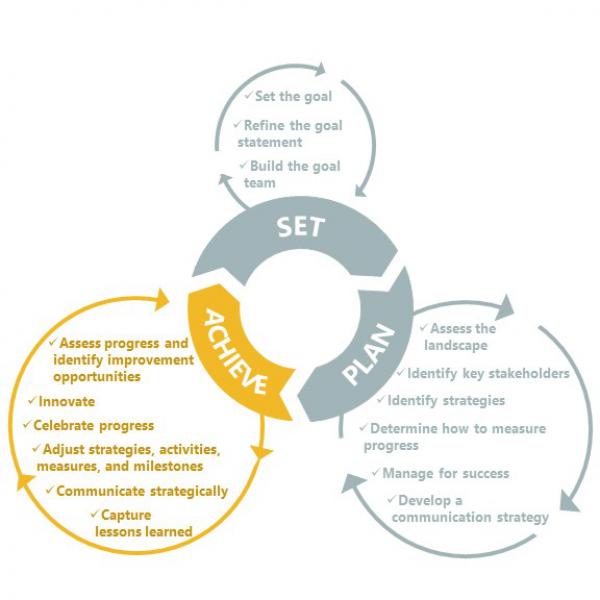 ✓Set the goal
✓Refine the goal
statement
✓Build the goal
team
SET
PLAN
ACHIEVE
✓Assess the
landscape
✓Identify key stakeholders
✓Identify strategies
✓Determine how to measure
progress
✓Manage for success
✓Develop a
communication strategy
✓Assess progress and
identify improvement
opportunities
✓Innovate
✓Celebrate progress
✓Adjust strategies, activities,
measures, and milestones
✓Communicate strategically
✓Capture
lessons learned